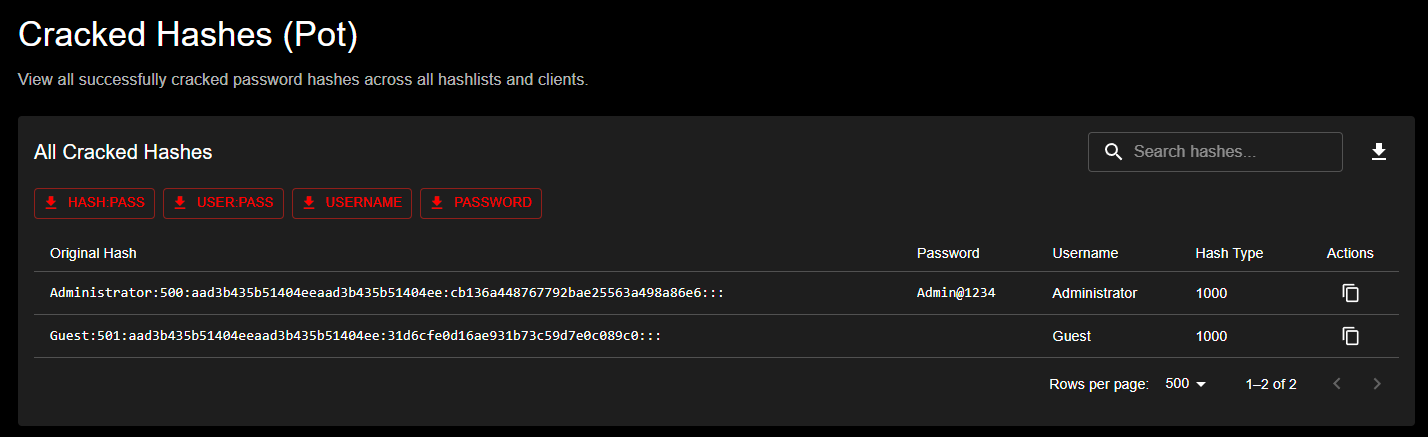 Cracked Hashes (Pot)
View all successfully cracked password hashes across all hashlists and clients.
All Cracked Hashes
Search hashes...
HASH:PASS USER:PASS USERNAME PASSWORD
Original Hash Password Username Hash Type Actions
Administrator:500:aad3b435b51404eeaad3b435b51404ee:cb136a448767792bae25563a498a86e6::: Admin@1234 Administrator 1000
Guest:501:aad3b435b51404eeaad3b435b51404ee:31d6cfe0d16ae931b73c59d7e0c089c0::: Guest 1000
Rows per page: 500 1–2 of 2